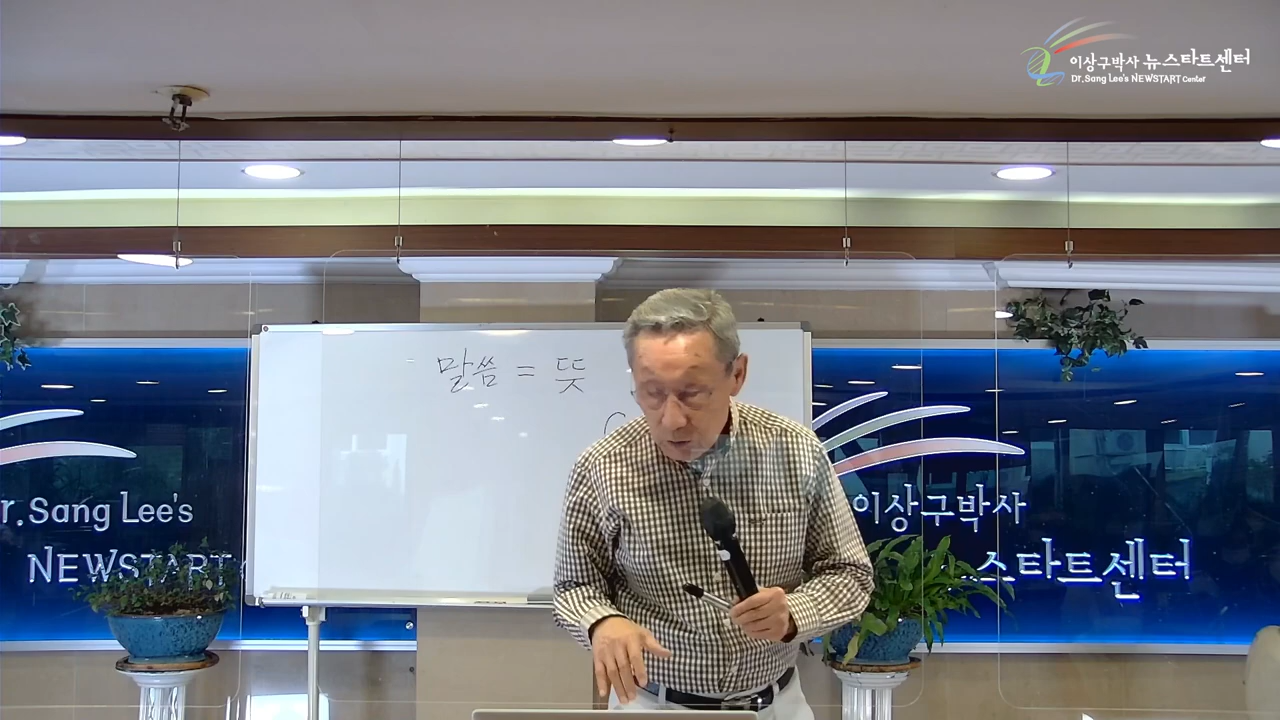 이상구박사 뉴스타트센터
Dr. Sang Lee's NEWSTART Center
말씀 = 뜻
r. Sang Lee's
NEWSTART
이상구박사
스타트센터